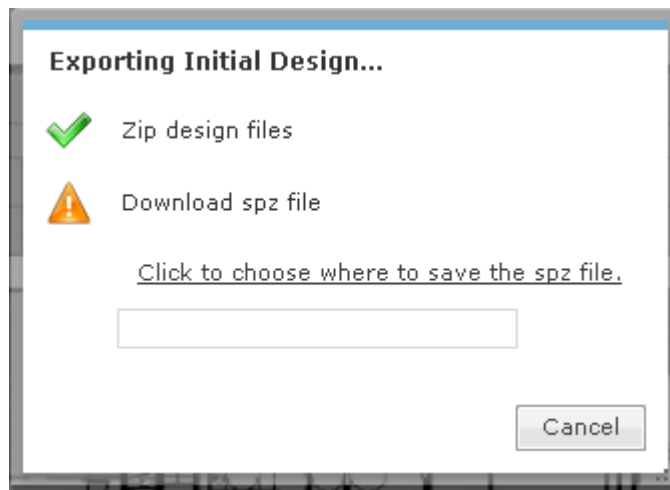 Exporting Initial Design...
Zip design files
Download spz file
Click to choose where to save the spz file.
Cancel